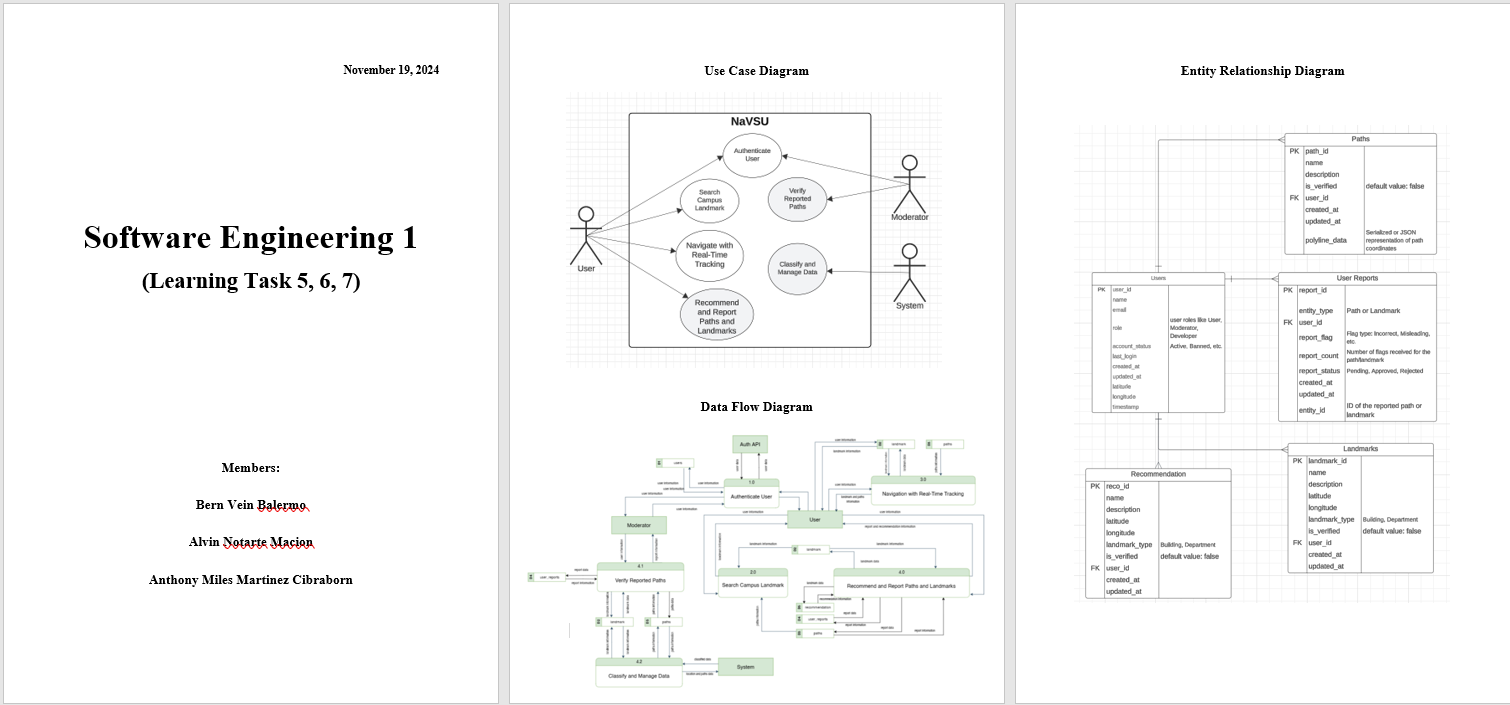 November 19, 2024
Software Engineering 1
(Learning Task 5, 6, 7)
Members:
Bern Vein Balermo
Alvin Notarte Macion
Anthony Miles Martinez Cibraborn
Use Case Diagram
NaVSU
Authenticate
User
Search
Campus
Landmark
Verify
Reported
Paths
Moderator
Navigate with
Real-Time
Tracking
User
Classify and
Manage Data
System
Recommend
and Report
Paths and
Landmarks
Data Flow Diagram
Auth API
users
landmark
paths
1.0
Authenticate User
3.0
Navigation with Real-Time Tracking
Moderator
User
landmark
4.1
Verify Reported Paths
user_reports
2.0
Search Campus Landmark
4.0
Recommend and Report Paths and Landmarks
recommendation
user_reports
paths
landmark
paths
4.2
Classify and Manage Data
System
Entity Relationship Diagram
Paths
PK path_id
name
description
is_verified default value: false
FK user_id
created_at
updated_at
polyline_data Serialized or JSON
representation of path
coordinates
Users
PK user_id
name
email
role user roles like User,
Moderator,
Developer
account_status Active, Banned, etc.
last_login
created_at
updated_at
latitude
longitude
timestamp
User Reports
PK report_id
entity_type Path or Landmark
FK user_id
report_flag Flag type: Incorrect, Misleading,
etc.
report_count Number of flags received for the
path/landmark
report_status Pending, Approved, Rejected
created_at
updated_at
entity_id ID of the reported path or
landmark
Recommendation
PK reco_id
name
description
latitude
longitude
landmark_type Building, Department
is_verified default value: false
FK user_id
created_at
updated_at
Landmarks
PK landmark_id
name
description
latitude
longitude
landmark_type Building, Department
is_verified default value: false
FK user_id
created_at
updated_at